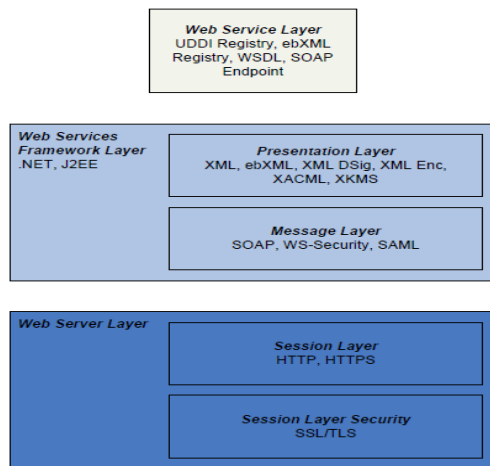 Web Service Layer
UDDI Registry, ebXML
Registry, WSDL, SOAP
Endpoint
Web Services
Framework Layer
.NET, J2EE
Presentation Layer
XML, ebXML, XML DSig, XML Enc,
XACML, XKMS
Message Layer
SOAP, WS-Security, SAML
Web Server Layer
Session Layer
HTTP, HTTPS
Session Layer Security
SSL/TLS